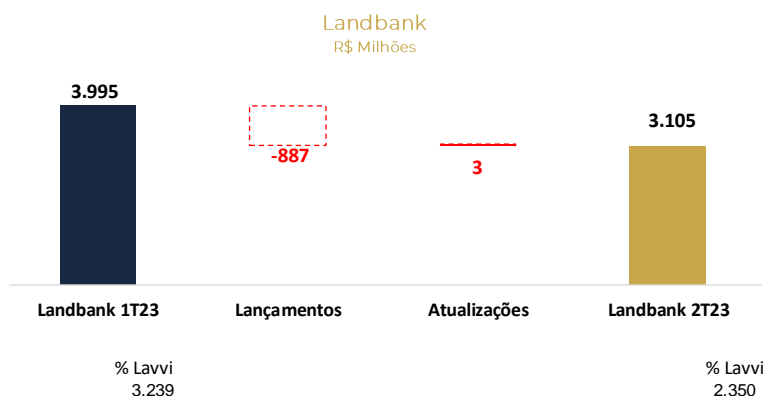 Landbank
R$ Milhões
3.995
-887
3
3.105
Landbank 1T23
Lançamentos
Atualizações
Landbank 2T23
% Lavvi
3.239
% Lavvi
2.350